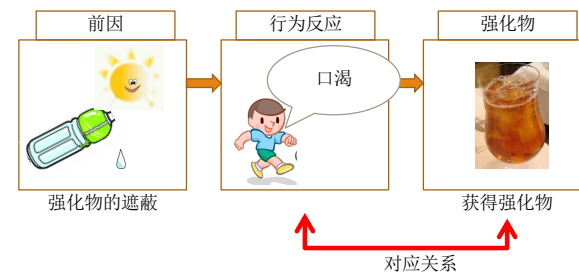 前因
行为反应
强化物
口渴
强化物的遮蔽
获得强化物
对应关系